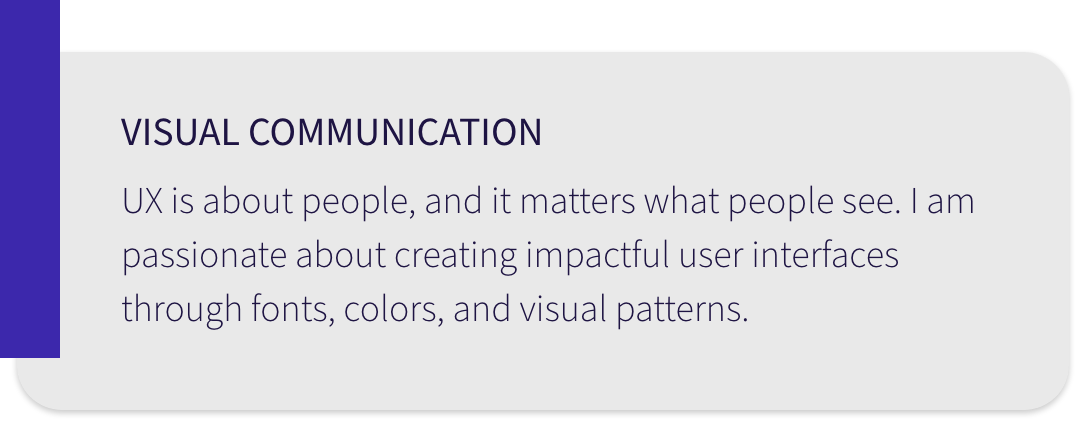 VISUAL COMMUNICATION
UX is about people, and it matters what people see. I am
passionate about creating impactful user interfaces
through fonts, colors, and visual patterns.